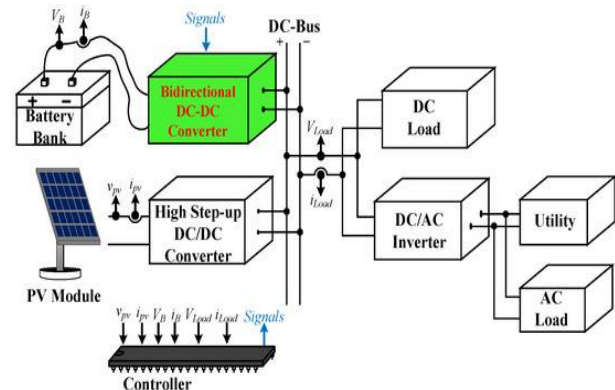 V_B
i_B
Signals
DC-Bus
+ −
Bidirectional
DC-DC
Converter
+ −
Battery
Bank
V_Load
DC
Load
v_pv
i_pv
High Step-up
DC/DC
Converter
i_Load
DC/AC
Inverter
Utility
PV Module
AC
Load
v_pv i_pv V_B i_B V_Load i_Load Signals
Controller